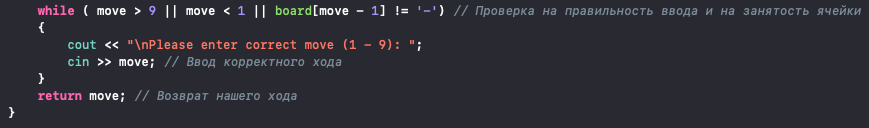 while ( move > 9 || move < 1 || board[move - 1] != '-') // Проверка на правильность ввода и на занятость ячейки
{
cout << "\nPlease enter correct move (1 - 9): ";
cin >> move; // Ввод корректного хода
}
return move; // Возврат нашего хода
}